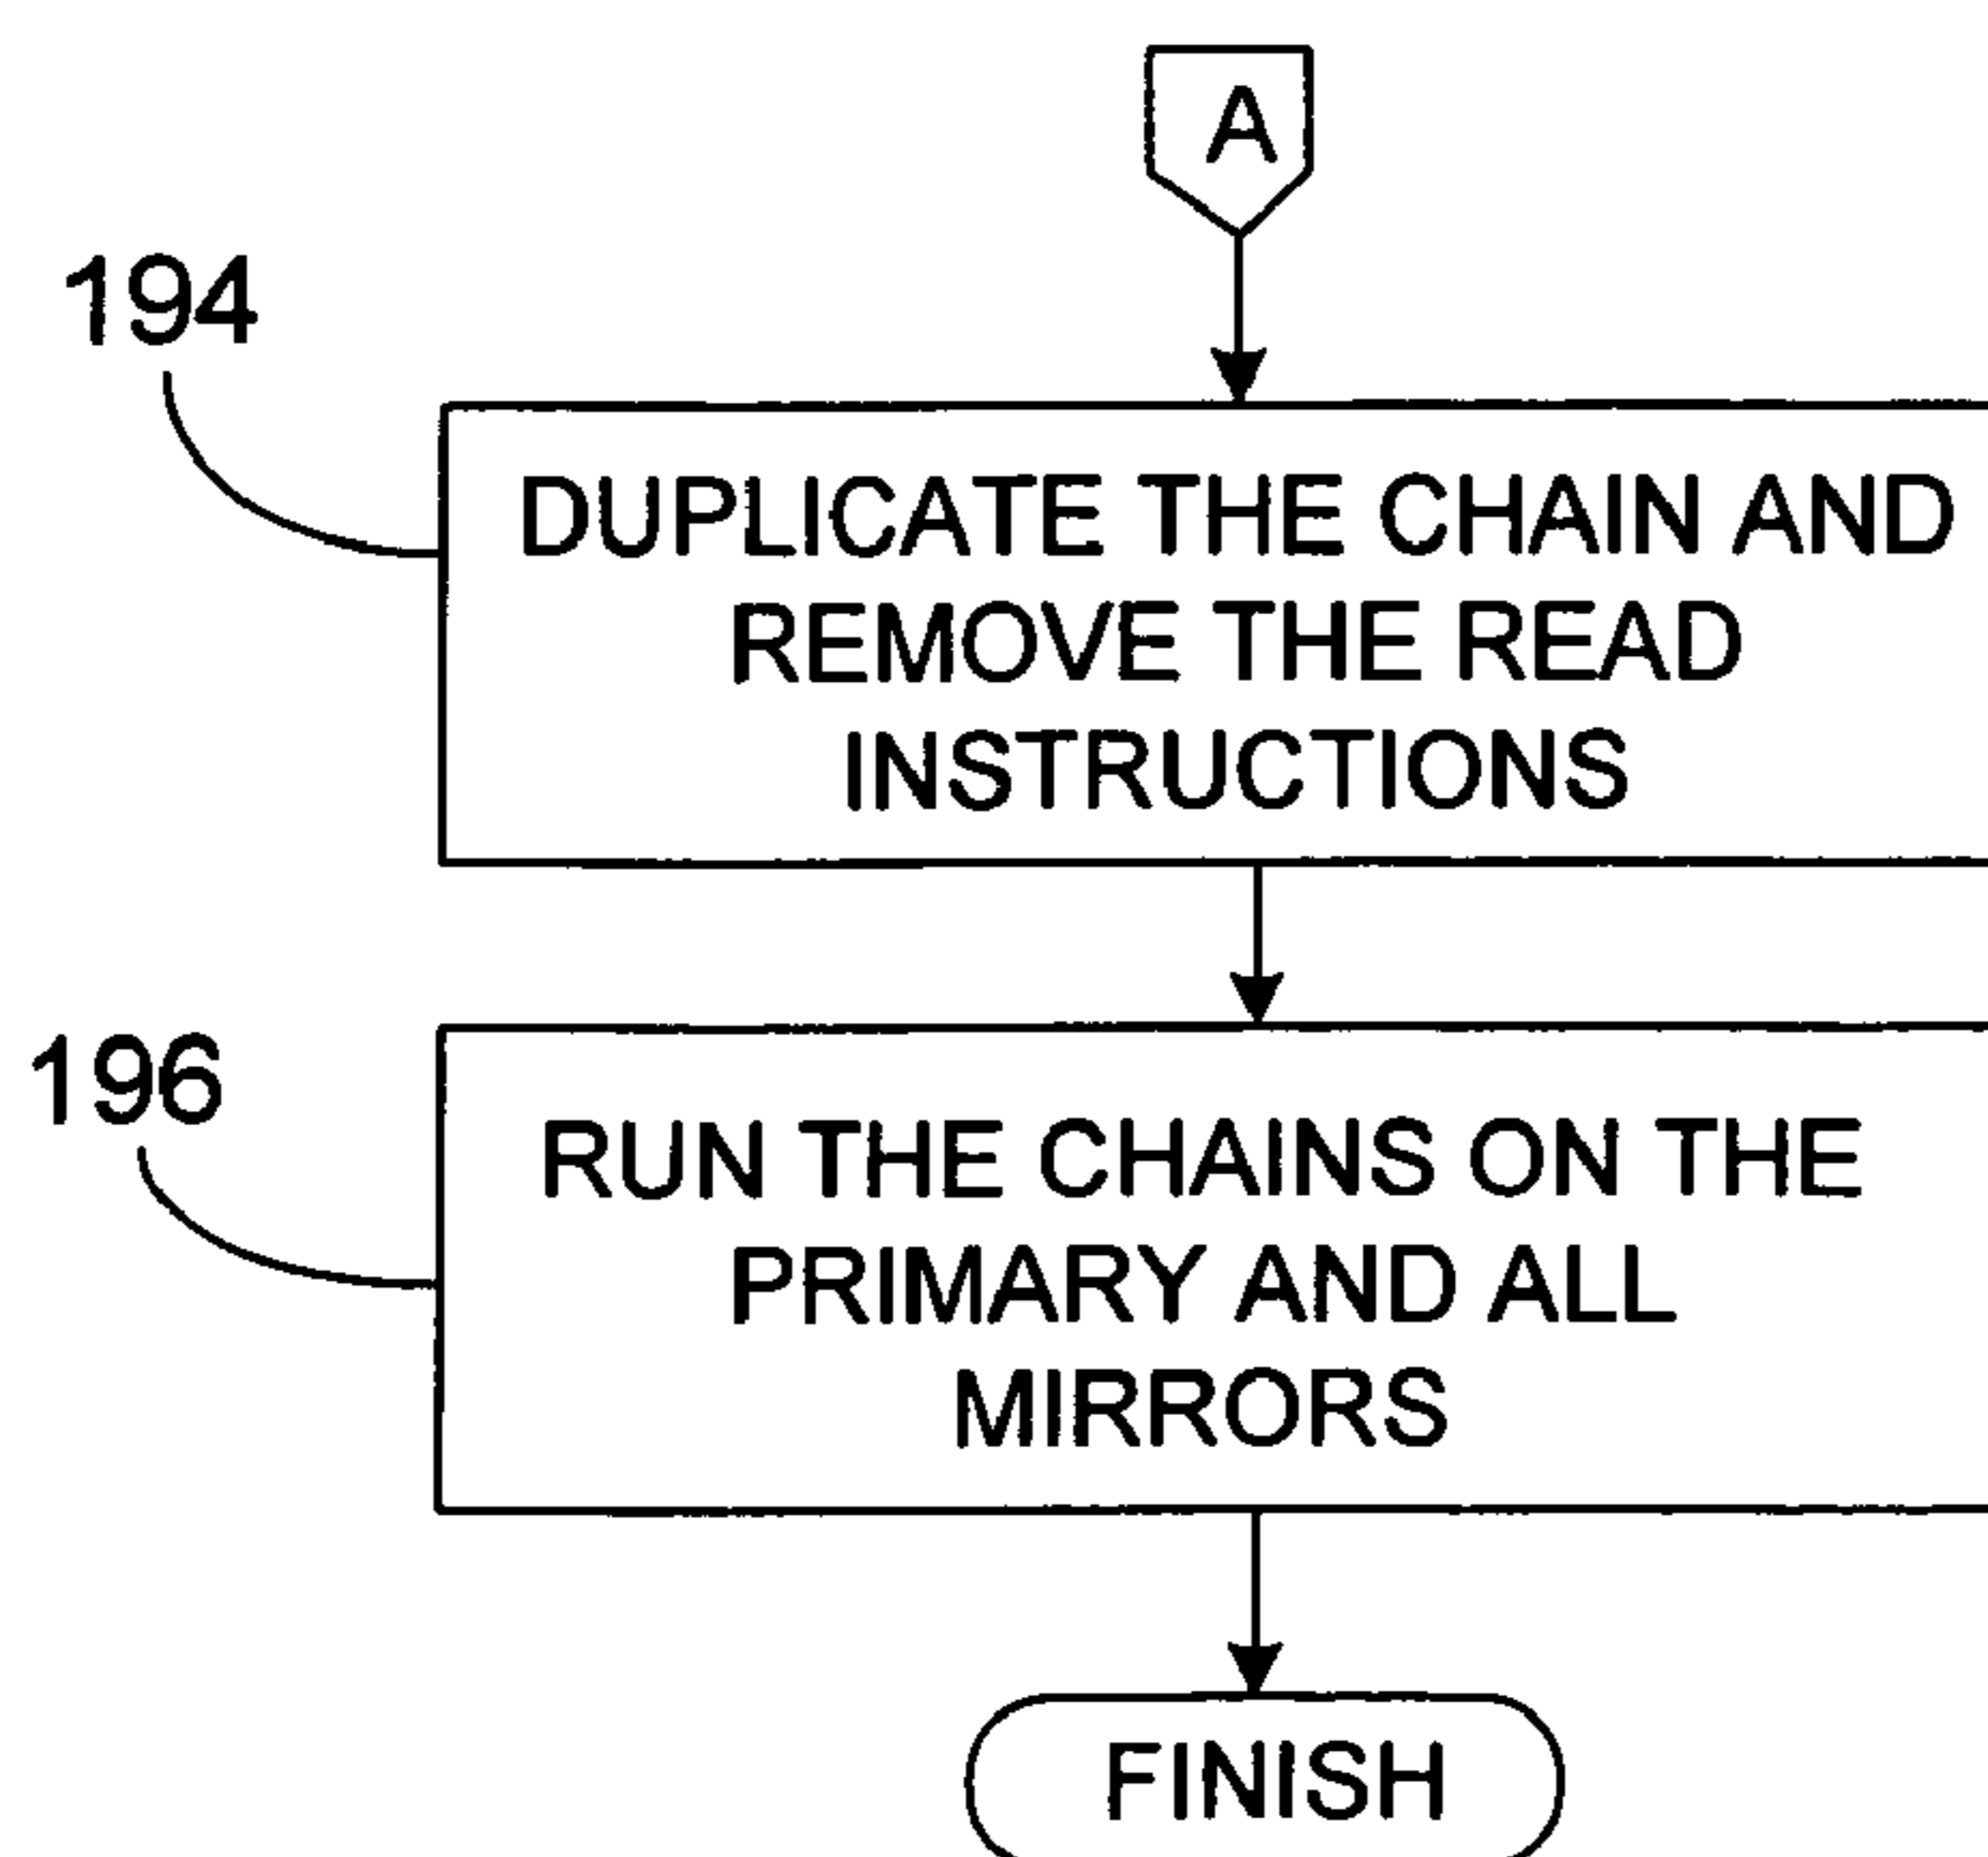 A
194
DUPLICATE THE CHAIN AND
REMOVE THE READ
INSTRUCTIONS
196
RUN THE CHAINS ON THE
PRIMARY AND ALL
MIRRORS
FINISH